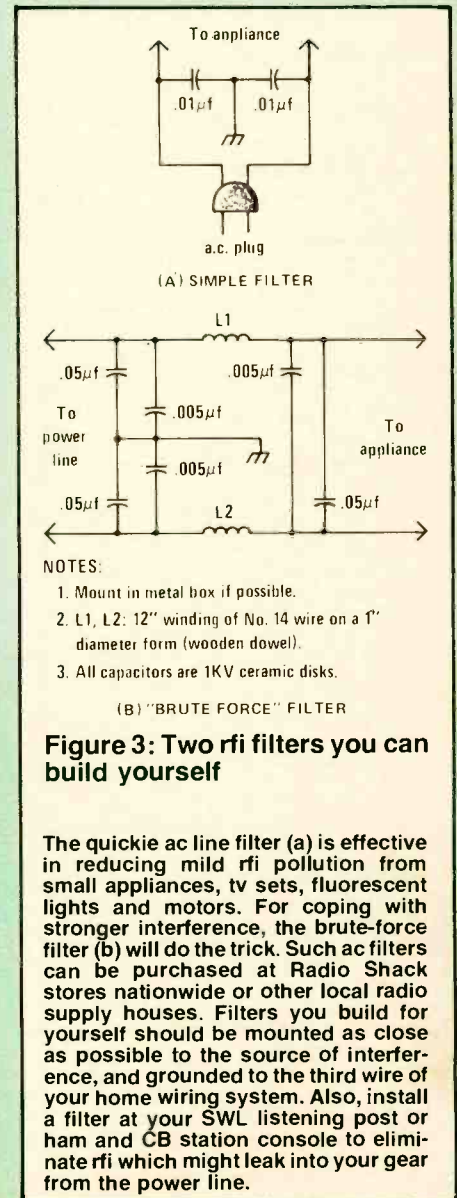 To anpliance
.01µf
.01µf
a.c. plug
(A) SIMPLE FILTER
L1
.05µf
.005µf
.005µf
To
power
line
To
appliance
.005µf
.05µf
.05µf
L2
NOTES:
1. Mount in metal box if possible.
2. L1, L2: 12" winding of No. 14 wire on a 1"
diameter form (wooden dowel).
3. All capacitors are 1KV ceramic disks.
(B) "BRUTE FORCE" FILTER
Figure 3: Two rfi filters you can
build yourself
The quickie ac line filter (a) is effective
in reducing mild rfi pollution from
small appliances, tv sets, fluorescent
lights and motors. For coping with
stronger interference, the brute-force
filter (b) will do the trick. Such ac filters
can be purchased at Radio Shack
stores nationwide or other local radio
supply houses. Filters you build for
yourself should be mounted as close
as possible to the source of interfer-
ence, and grounded to the third wire of
your home wiring system. Also, install
a filter at your SWL listening post or
ham and CB station console to elimi-
nate rfi which might leak into your gear
from the power line.